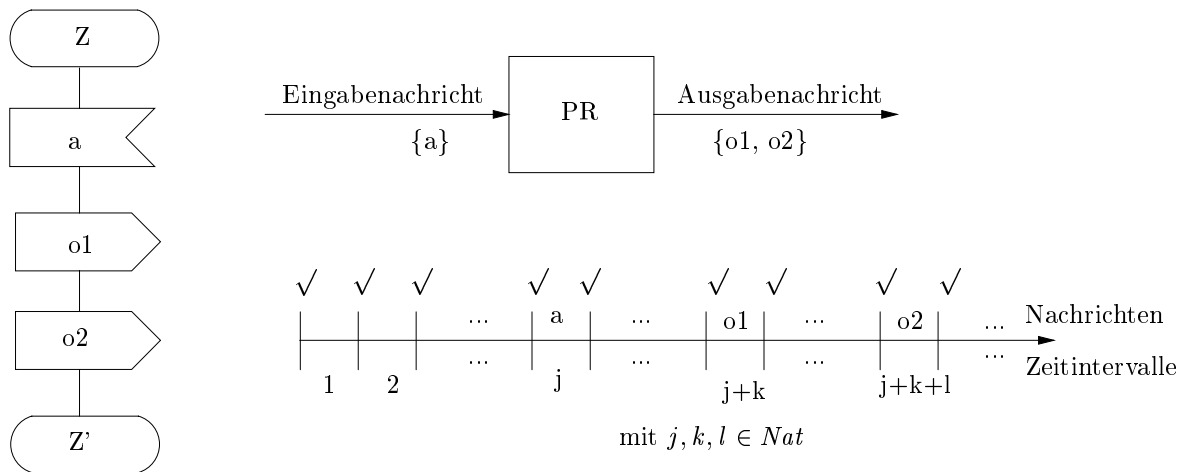 Z
a
o1
o2
Z'
Eingabenachricht
{a}
PR
Ausgabenachricht
{o1, o2}
√ √ √ √ √ √ √ √ √
... a ... o1 ... o2 ... Nachrichten
... ... ... ... Zeitintervalle
1 2 j j+k j+k+l
mit j, k, l ∈ Nat